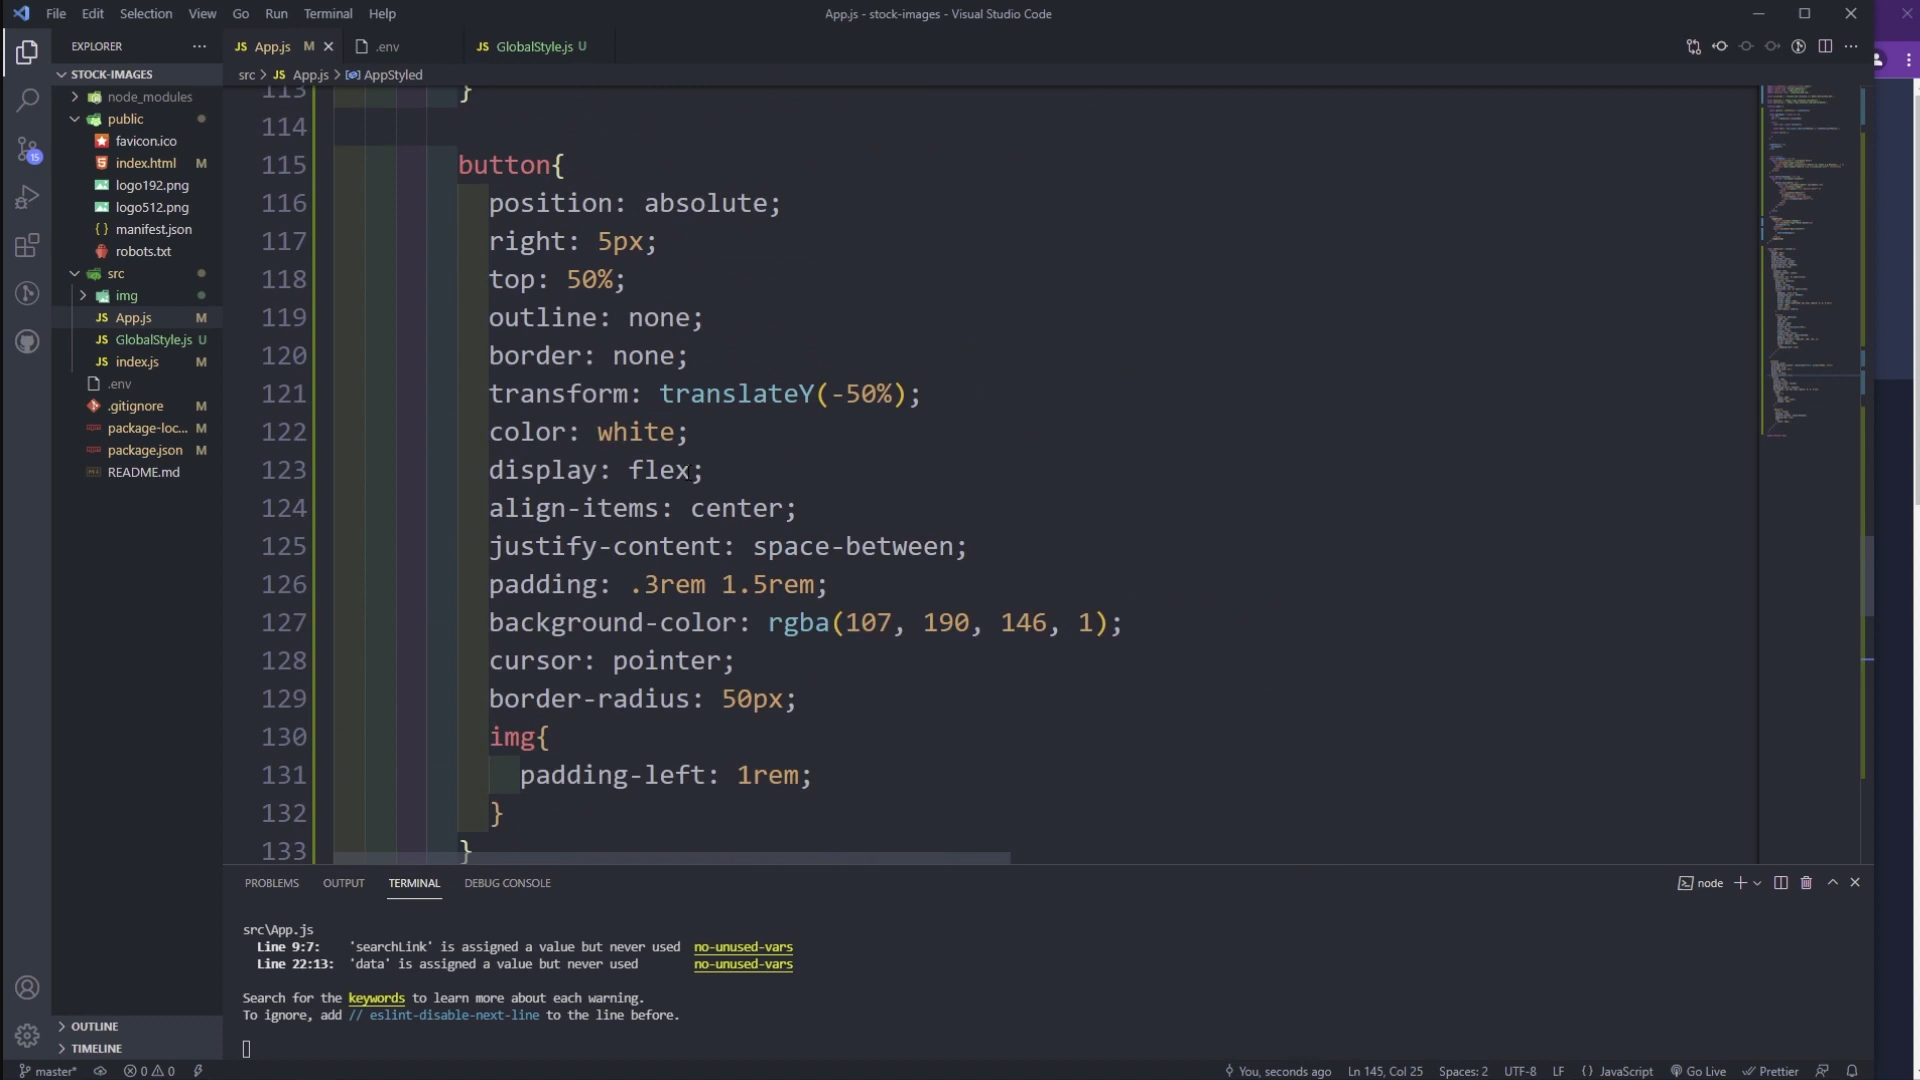 File Edit Selection View Go Run Terminal Help
App.js - stock-images - Visual Studio Code
EXPLORER
JS App.js M
.env
JS GlobalStyle.js U
STOCK-IMAGES
src > JS App.js > AppStyled
node_modules
public
favicon.ico
index.html M
logo192.png
logo512.png
manifest.json
robots.txt
src
img
JS App.js M
JS GlobalStyle.js U
JS index.js M
.env
.gitignore M
package-loc... M
package.json M
README.md
OUTLINE
TIMELINE
15
113 }
114
115 button{
116 position: absolute;
117 right: 5px;
118 top: 50%;
119 outline: none;
120 border: none;
121 transform: translateY(-50%);
122 color: white;
123 display: flex;
124 align-items: center;
125 justify-content: space-between;
126 padding: .3rem 1.5rem;
127 background-color: rgba(107, 190, 146, 1);
128 cursor: pointer;
129 border-radius: 50px;
130 img{
131 padding-left: 1rem;
132 }
133 }
PROBLEMS OUTPUT TERMINAL DEBUG CONSOLE
node
src\App.js
Line 9:7: 'searchLink' is assigned a value but never used no-unused-vars
Line 22:13: 'data' is assigned a value but never used no-unused-vars
Search for the keywords to learn more about each warning.
To ignore, add // eslint-disable-next-line to the line before.
master* 0 0 You, seconds ago Ln 145, Col 25 Spaces: 2 UTF-8 LF JavaScript Go Live Prettier